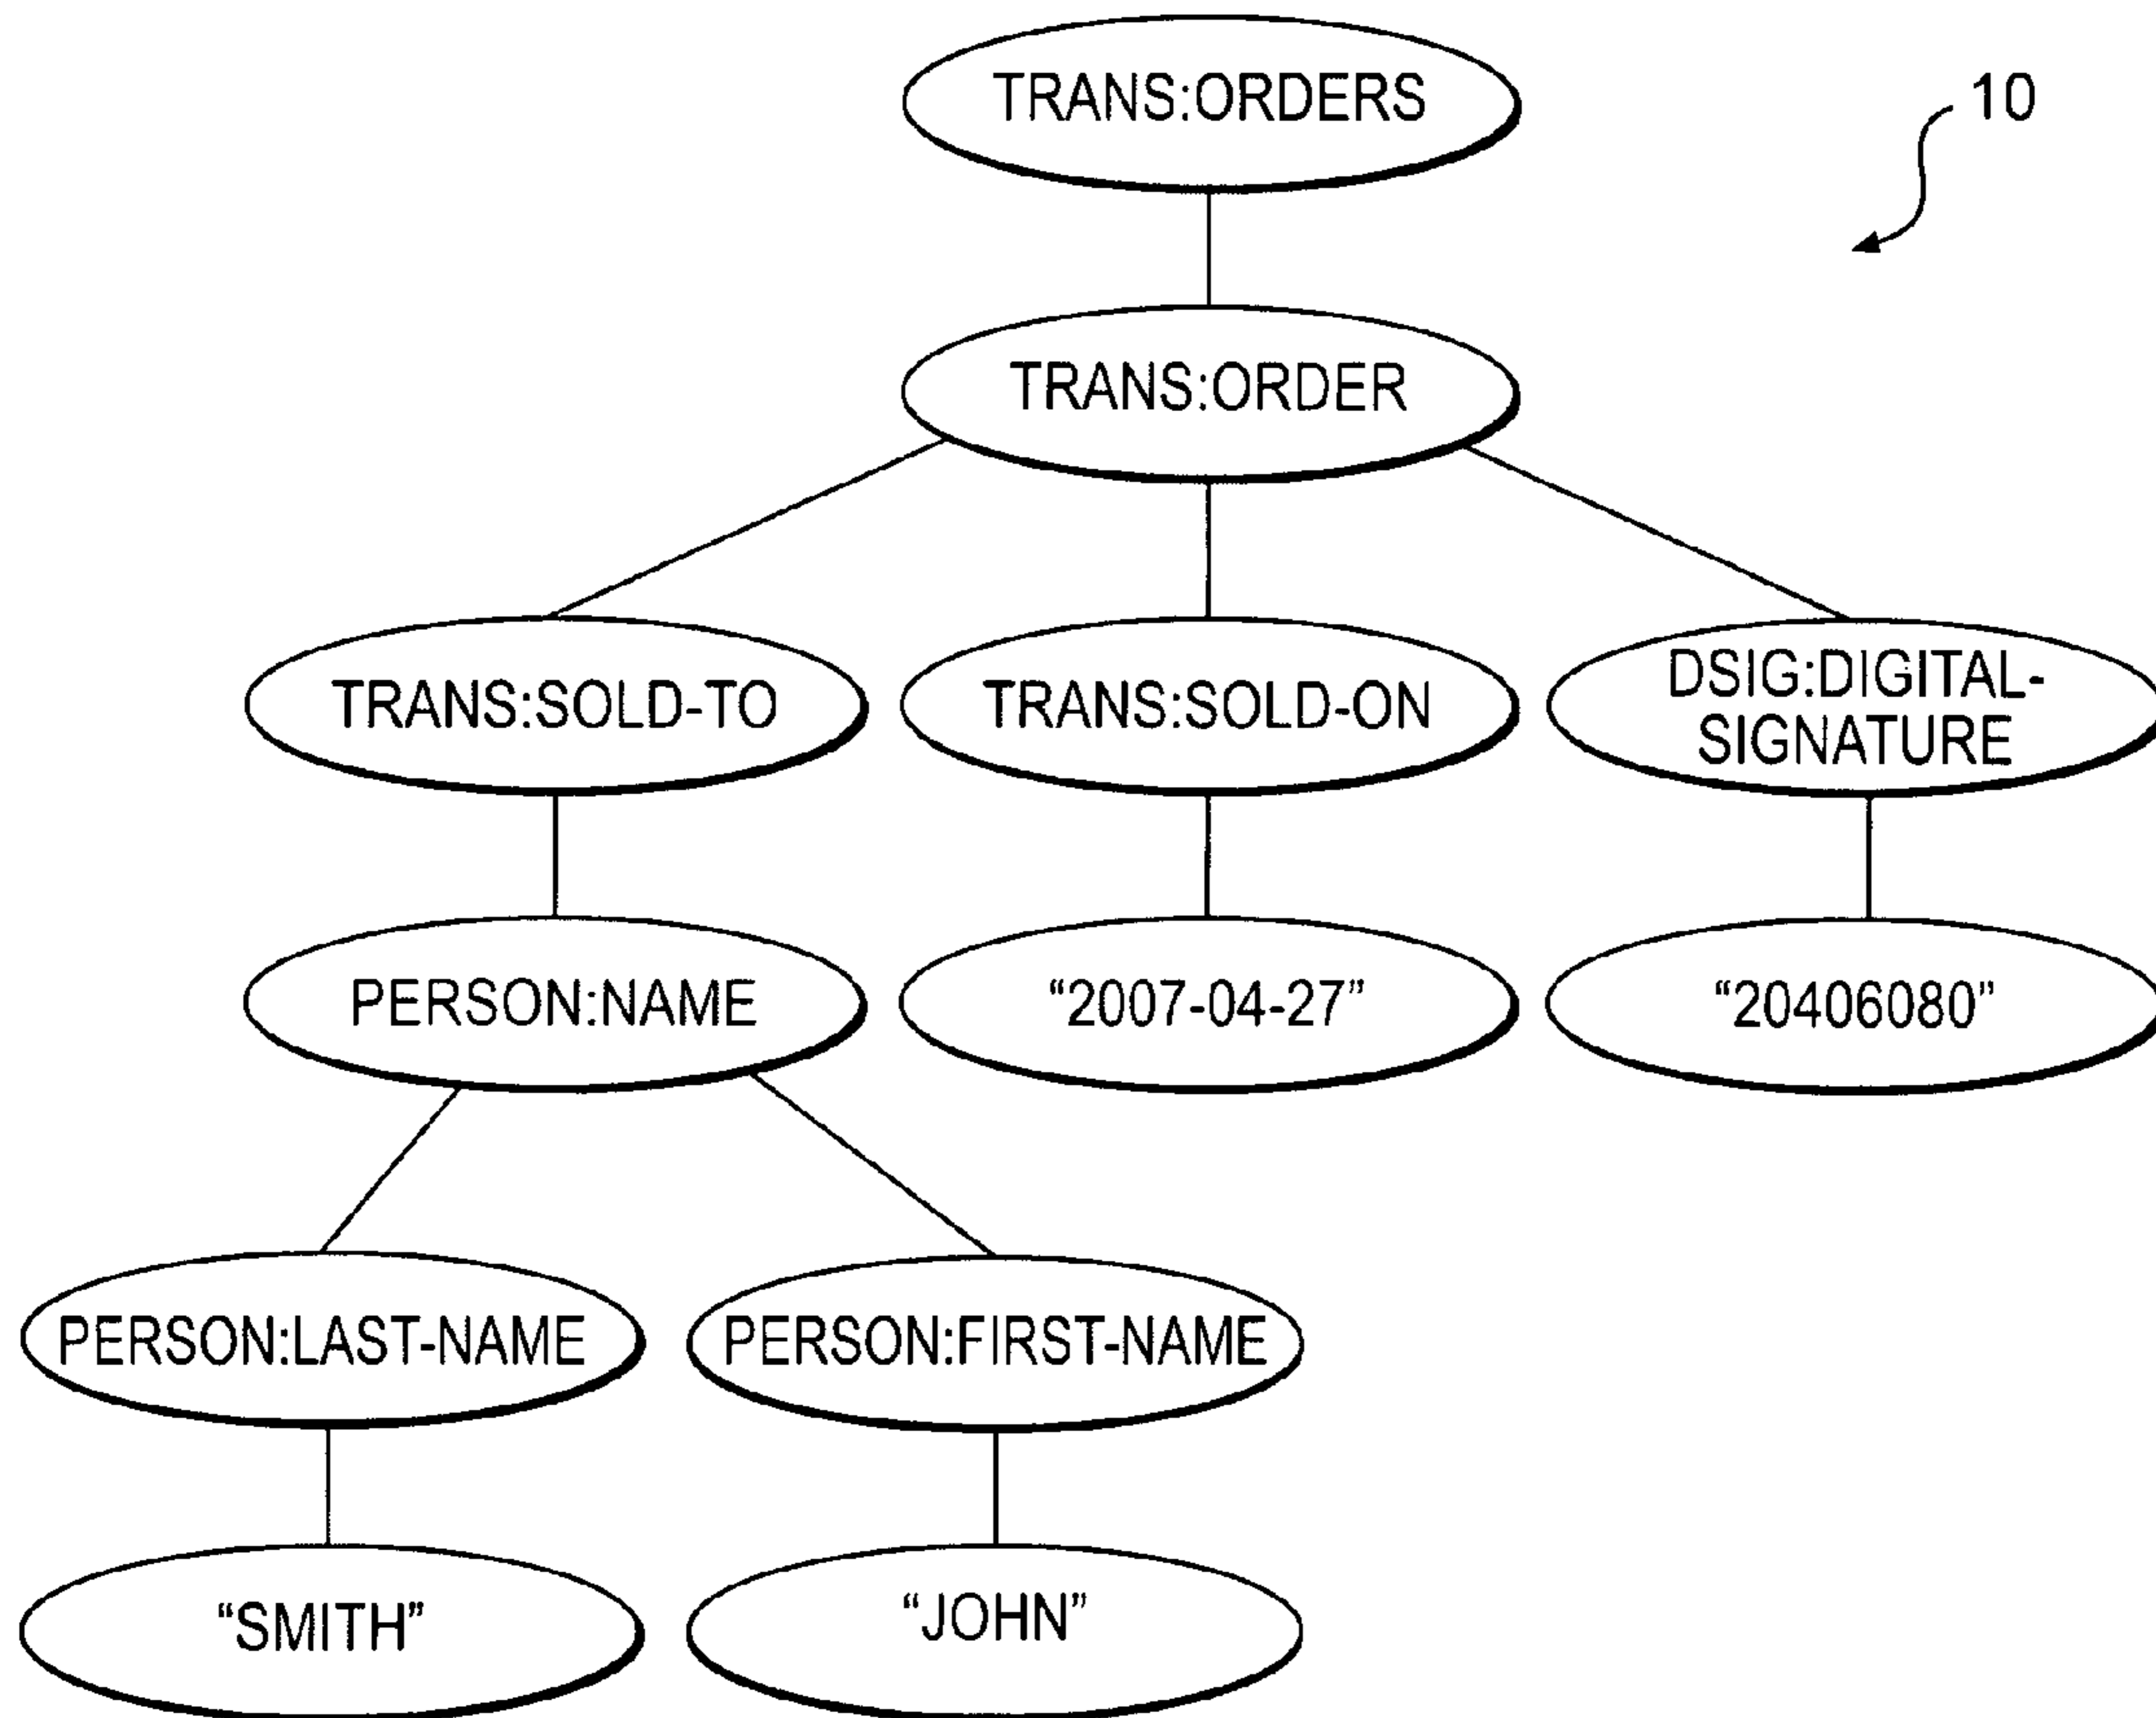 TRANS:ORDERS
10
TRANS:ORDER
TRANS:SOLD-TO
TRANS:SOLD-ON
DSIG:DIGITAL-
SIGNATURE
PERSON:NAME
“2007-04-27”
“20406080”
PERSON:LAST-NAME
PERSON:FIRST-NAME
“SMITH”
“JOHN”